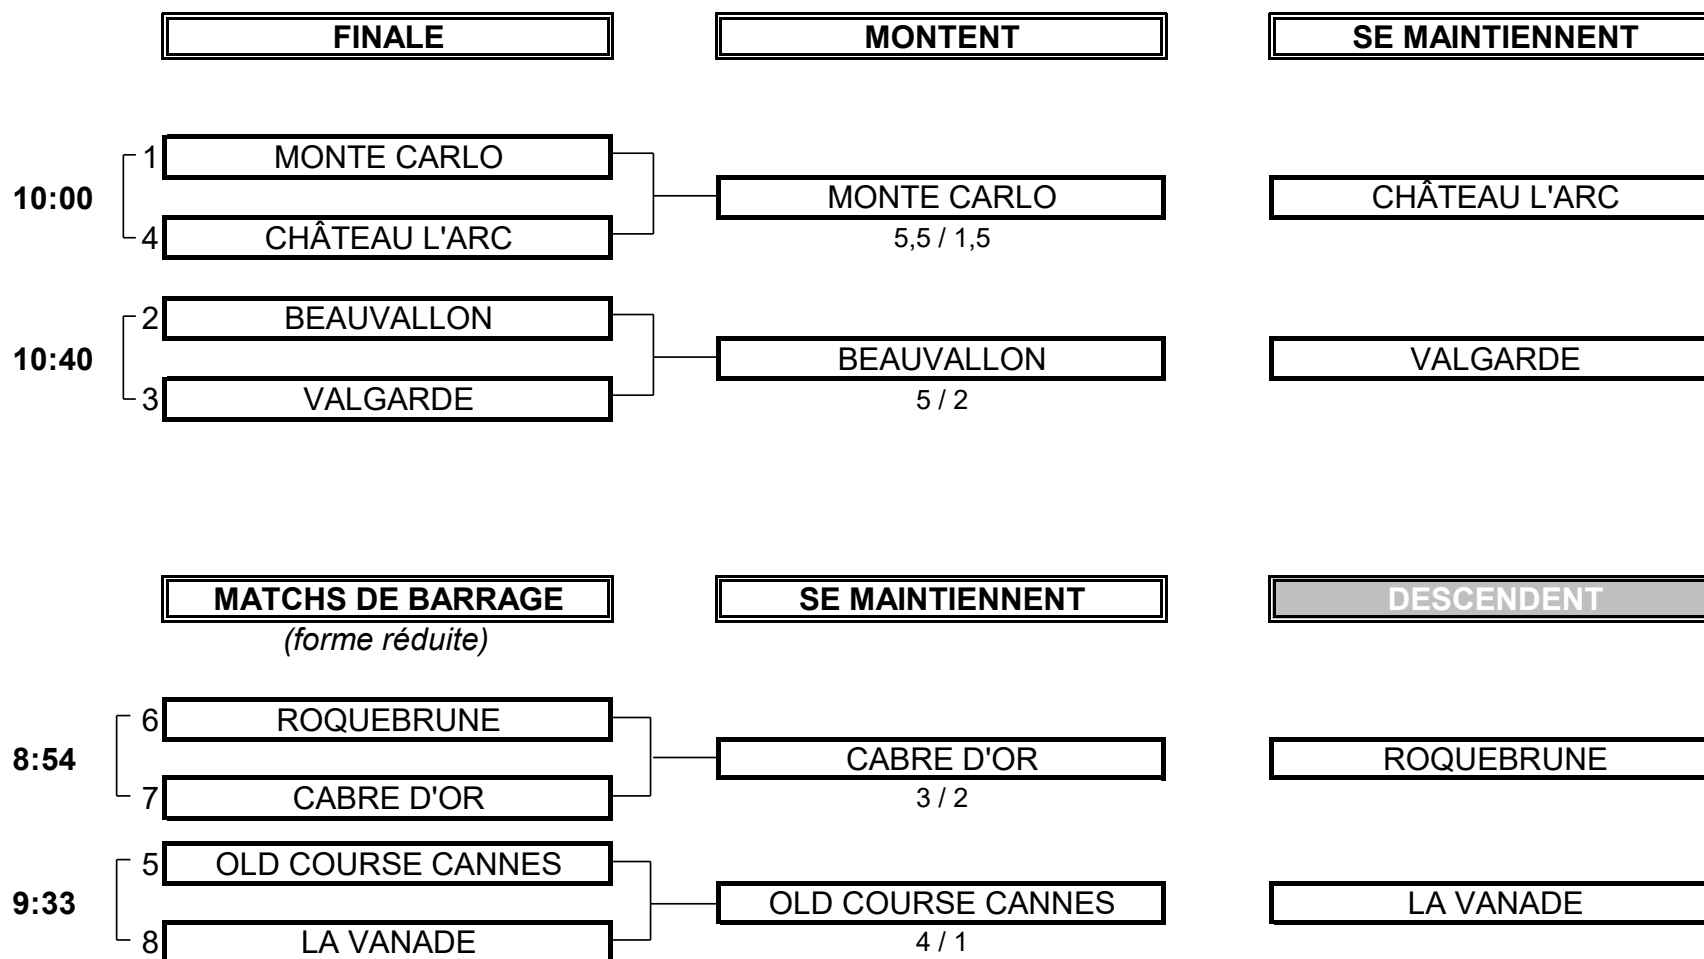 FINALE MONTENT SE MAINTIENNENT
1 MONTE CARLO
10:00 MONTE CARLO CHÂTEAU L'ARC
4 CHÂTEAU L'ARC 5,5 / 1,5
2 BEAUVALLON
10:40 BEAUVALLON VALGARDE
3 VALGARDE 5 / 2
MATCHS DE BARRAGE SE MAINTIENNENT DESCENDENT
(forme réduite)
6 ROQUEBRUNE
8:54 CABRE D'OR ROQUEBRUNE
7 CABRE D'OR 3 / 2
5 OLD COURSE CANNES
9:33 OLD COURSE CANNES LA VANADE
8 LA VANADE 4 / 1